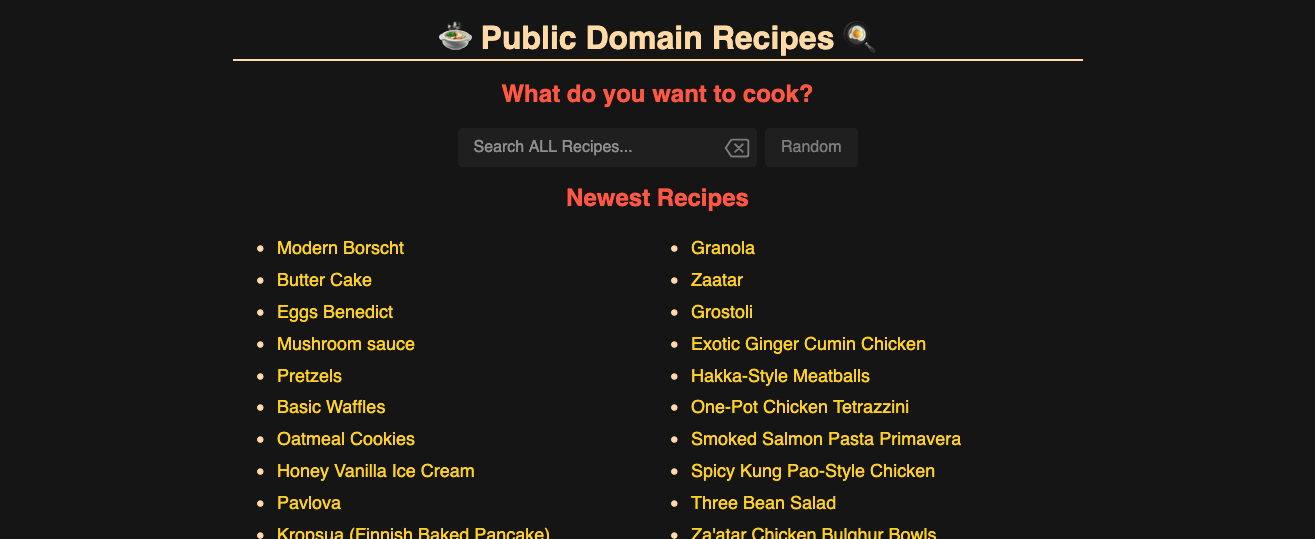 Public Domain Recipes
What do you want to cook?
Search ALL Recipes...
Random
Newest Recipes
Modern Borscht
Butter Cake
Eggs Benedict
Mushroom sauce
Pretzels
Basic Waffles
Oatmeal Cookies
Honey Vanilla Ice Cream
Pavlova
Kropsua (Finnish Baked Pancake)
Granola
Zaatar
Grostoli
Exotic Ginger Cumin Chicken
Hakka-Style Meatballs
One-Pot Chicken Tetrazzini
Smoked Salmon Pasta Primavera
Spicy Kung Pao-Style Chicken
Three Bean Salad
Za'atar Chicken Bulghur Bowls